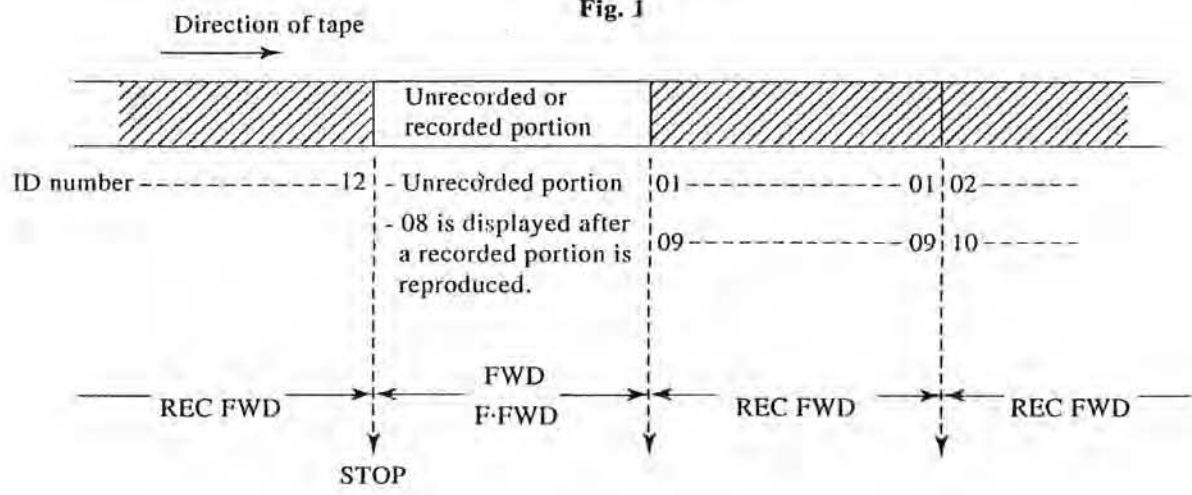 Fig. 1
Direction of tape
Unrecorded or
recorded portion
ID number------------12 - Unrecorded portion 01------------01 02------
- 08 is displayed after
a recorded portion is
reproduced.
09------------09 10------
FWD
REC FWD F·FWD REC FWD REC FWD
STOP